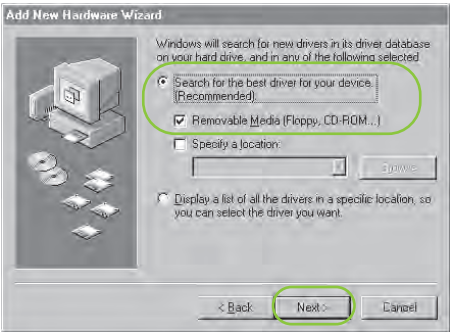 Add New Hardware Wizard
Windows will search for new drivers in its driver database
on your hard drive, and in any of the following selected
Search for the best driver for your device.
(Recommended)
Removable Media (Floppy, CD-ROM...)
Specify a location:
Browse
Display a list of all the drivers in a specific location, so
you can select the driver you want.
< Back
Next >
Cancel